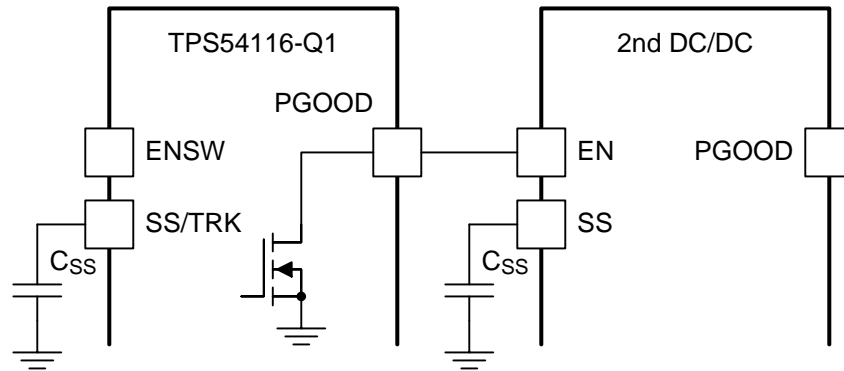 TPS54116-Q1
2nd DC/DC
PGOOD
ENSW
EN
PGOOD
SS/TRK
SS
CSS
CSS